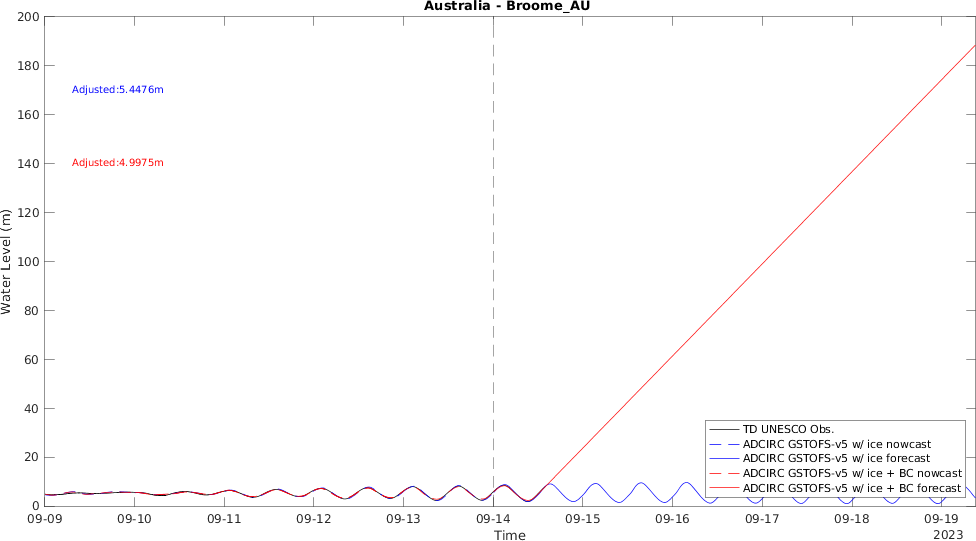 Australia - Broome_AU
200
180
160
140
120
100
80
60
40
20
0
Water Level (m)
Adjusted:5.4476m
Adjusted:4.9975m
TD UNESCO Obs.
ADCIRC GSTOFS-v5 w/ ice nowcast
ADCIRC GSTOFS-v5 w/ ice forecast
ADCIRC GSTOFS-v5 w/ ice + BC nowcast
ADCIRC GSTOFS-v5 w/ ice + BC forecast
09-09 09-10 09-11 09-12 09-13 09-14 09-15 09-16 09-17 09-18 09-19
Time
2023